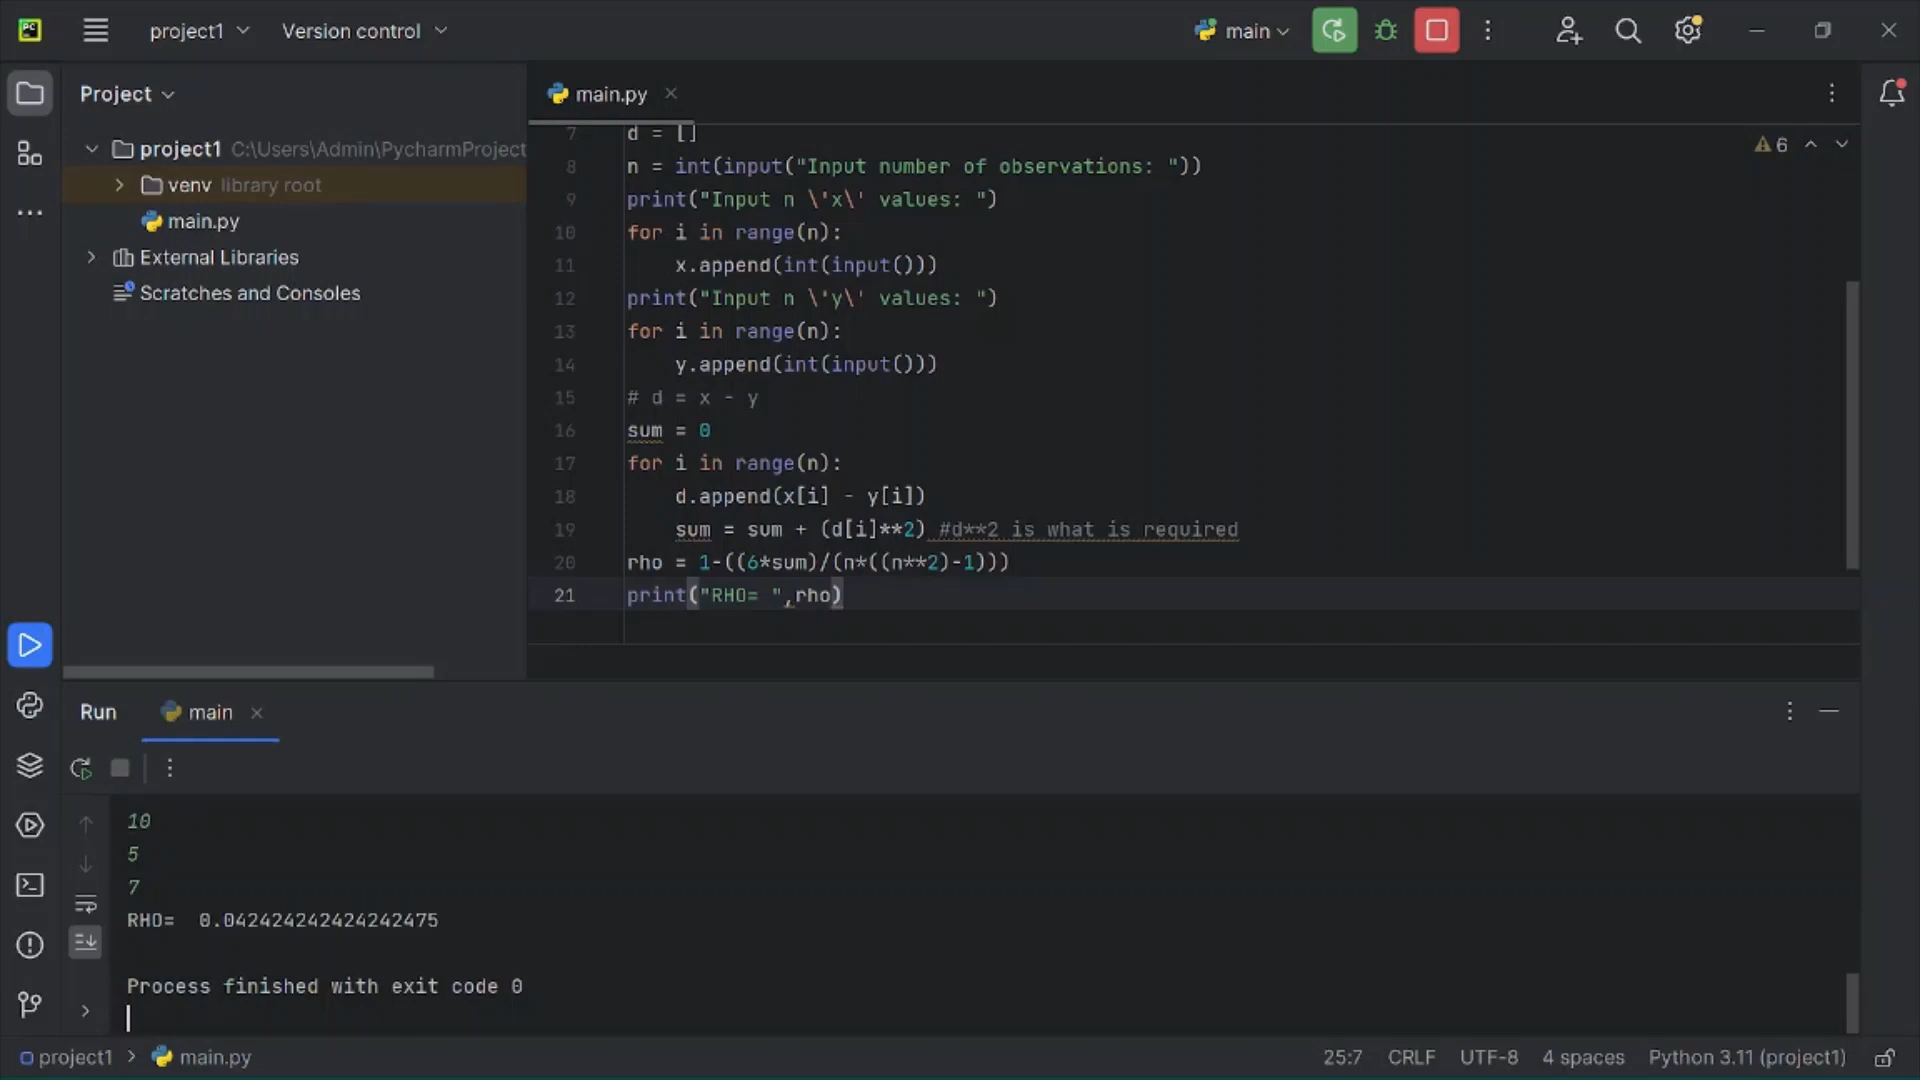 PC
project1
Version control
main
Project
main.py
project1 C:\Users\Admin\PycharmProject
venv library root
main.py
External Libraries
Scratches and Consoles
6
7 d = []
8 n = int(input("Input number of observations: "))
9 print("Input n \'x\' values: ")
10 for i in range(n):
11 x.append(int(input()))
12 print("Input n \'y\' values: ")
13 for i in range(n):
14 y.append(int(input()))
15 # d = x - y
16 sum = 0
17 for i in range(n):
18 d.append(x[i] - y[i])
19 sum = sum + (d[i]**2) #d**2 is what is required
20 rho = 1-((6*sum)/(n*((n**2)-1)))
21 print("RHO= ",rho)
Run
main
10
5
7
RHO=  0.042424242424242475
Process finished with exit code 0
project1 > main.py
25:7 CRLF UTF-8 4 spaces Python 3.11 (project1)